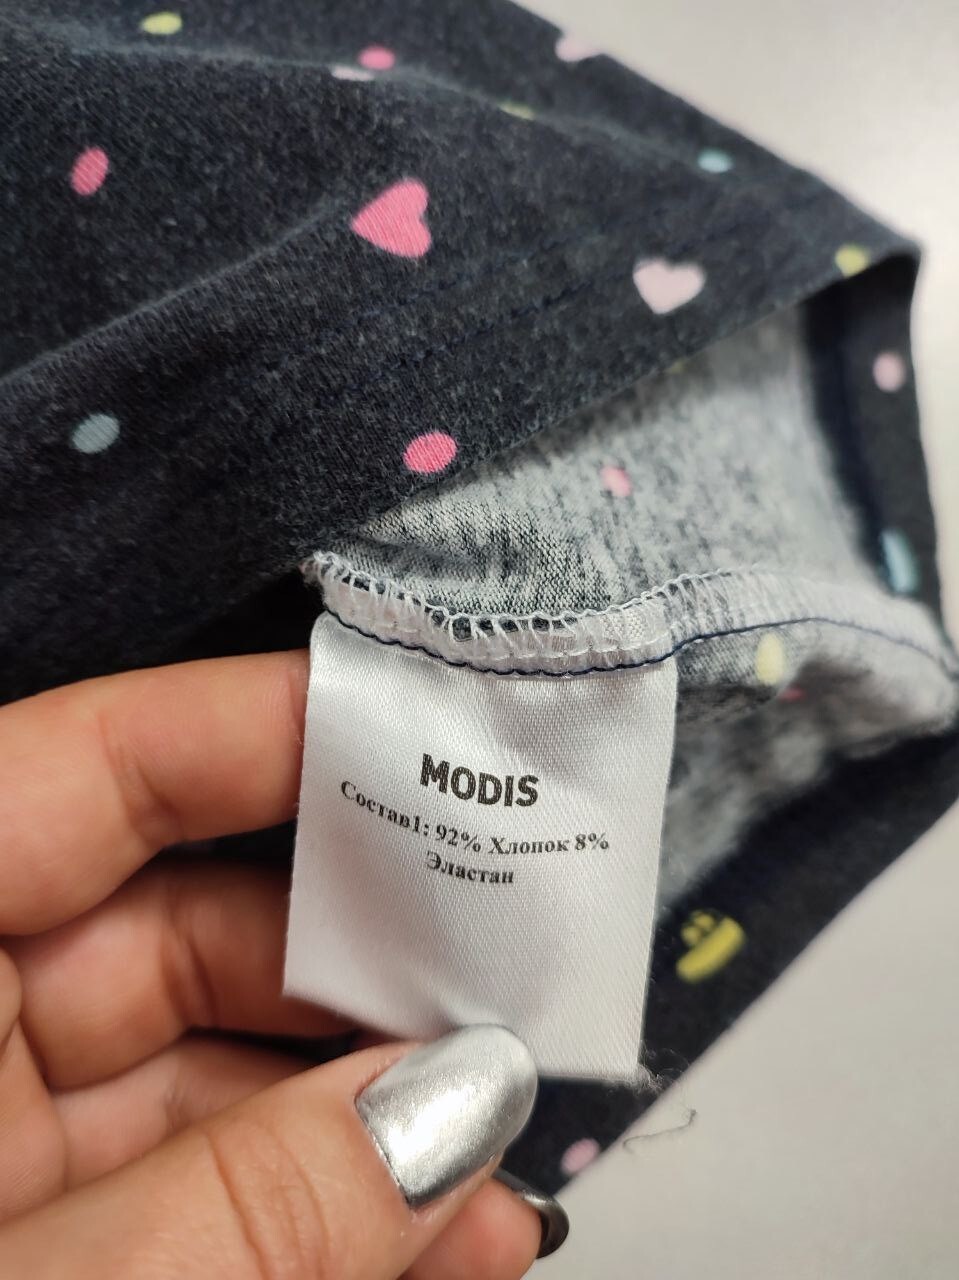 MODIS
Состав1: 92% Хлопок 8%
Эластан